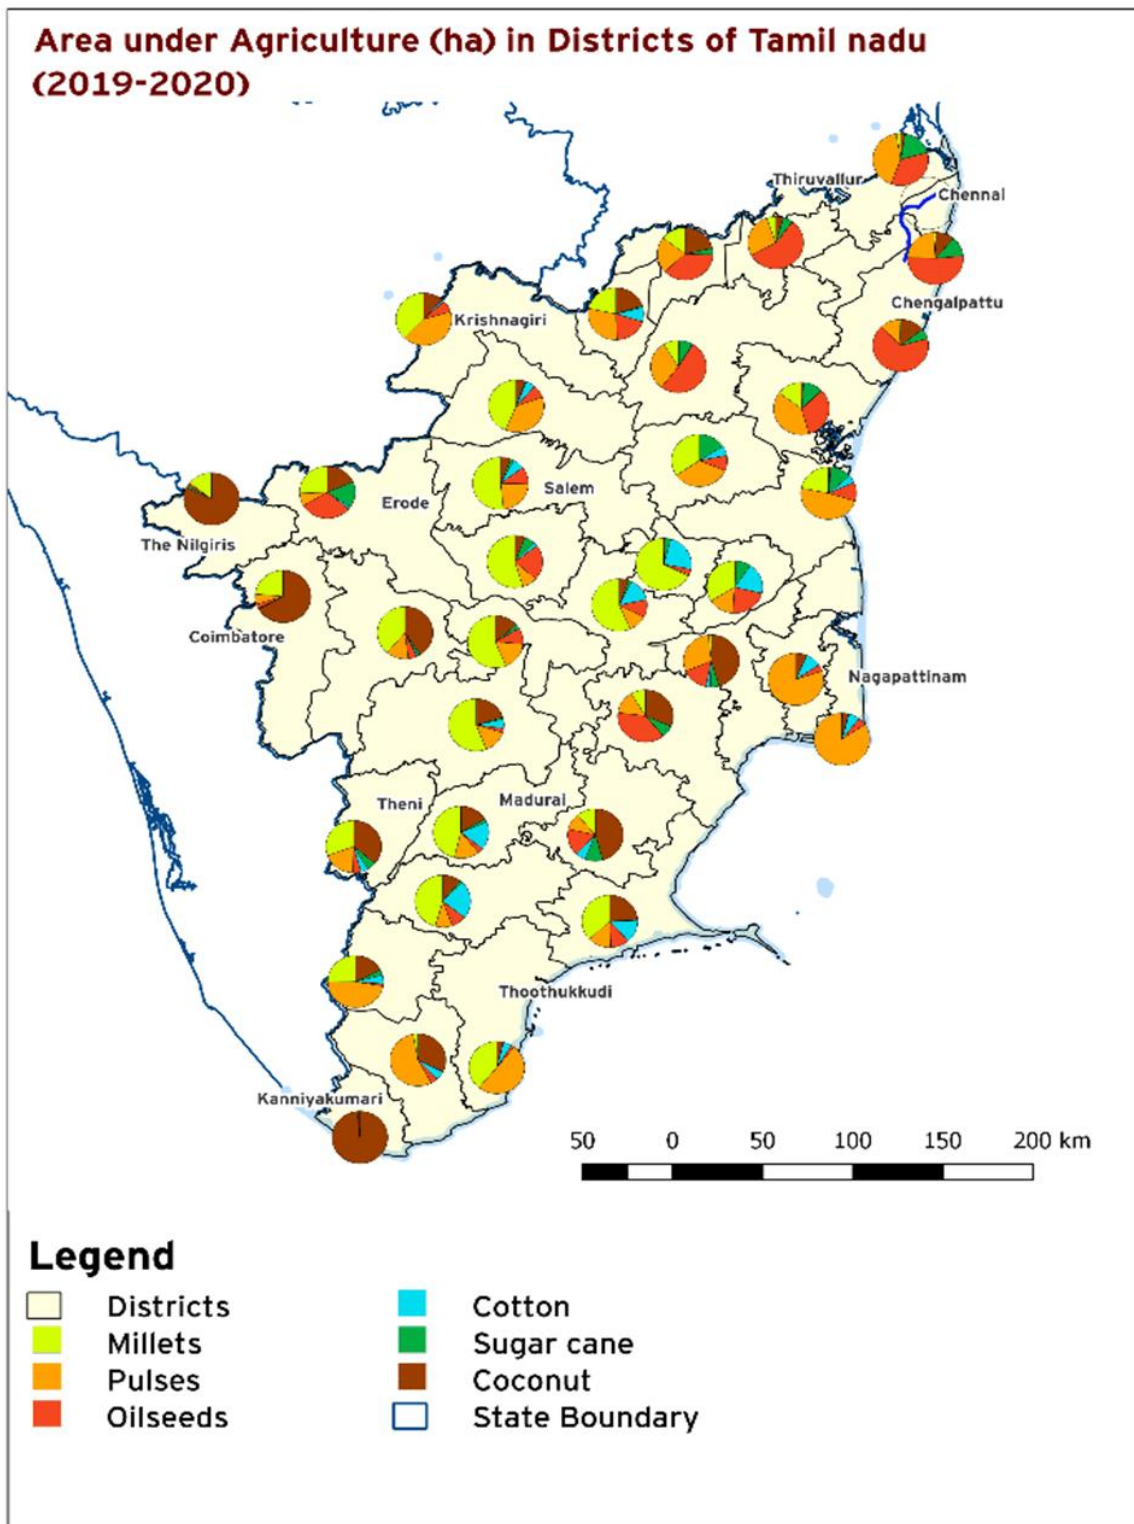 Area under Agriculture (ha) in Districts of Tamil nadu
(2019-2020)
Thiruvallur
Chennai
Chengalpattu
Krishnagiri
Erode
Salem
The Nilgiris
Coimbatore
Nagapattinam
Theni
Madurai
Thoothukkudi
Kanniyakumari
50 0 50 100 150 200 km
Legend
Districts
Millets
Pulses
Oilseeds
Cotton
Sugar cane
Coconut
State Boundary